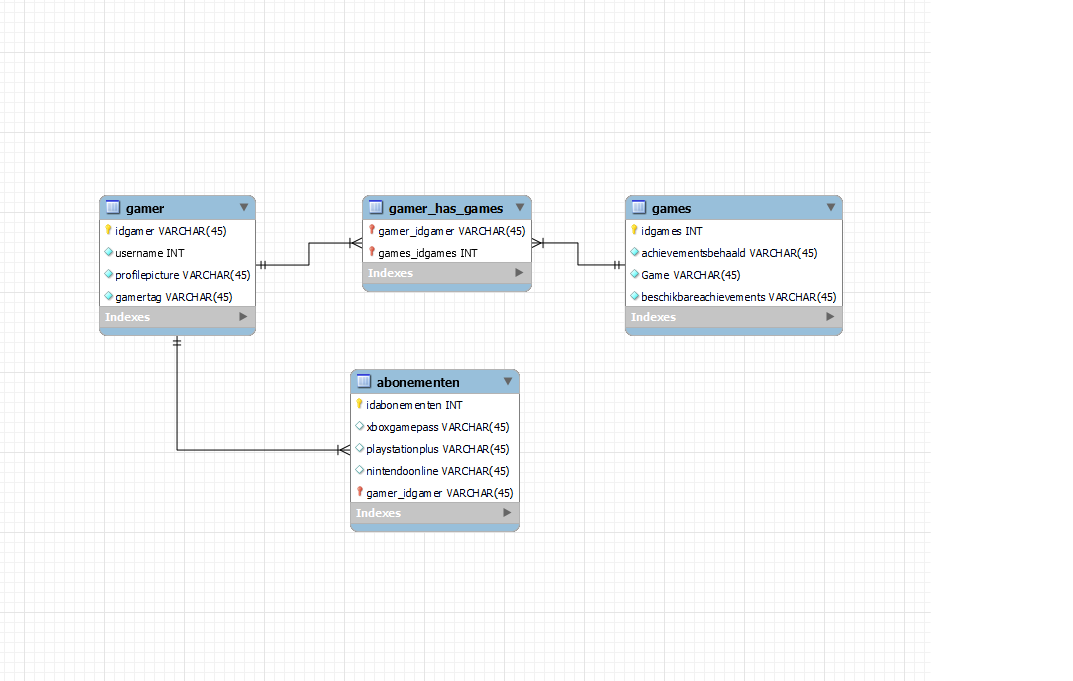 gamer
idgamer VARCHAR(45)
username INT
profilepicture VARCHAR(45)
gamertag VARCHAR(45)
Indexes
gamer_has_games
gamer_idgamer VARCHAR(45)
games_idgames INT
Indexes
games
idgames INT
achievementsbehaald VARCHAR(45)
Game VARCHAR(45)
beschikbareachievements VARCHAR(45)
Indexes
abonementen
idabonementen INT
xboxgamepass VARCHAR(45)
playstationplus VARCHAR(45)
nintendoonline VARCHAR(45)
gamer_idgamer VARCHAR(45)
Indexes